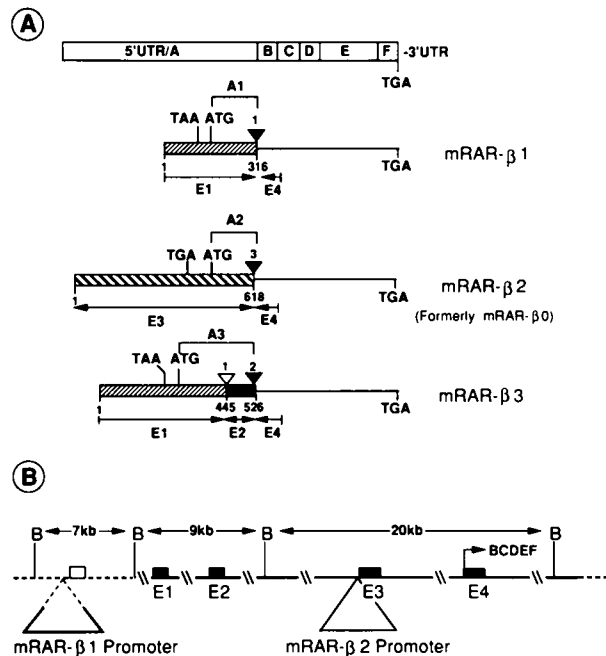 A
5'UTR/A B C D E F -3'UTR
TGA
A1
TAA ATG 1
mRAR-β1
1 316 TGA
E1 E4
A2
TGA ATG 3
mRAR-β2
(Formerly mRAR-β0)
1 618 TGA
E3 E4
A3
TAA ATG 1 2
mRAR-β3
1 445 526 TGA
E1 E2 E4
B
B 7kb B 9kb B 20kb B
BCDEF
E1 E2 E3 E4
mRAR-β1 Promoter mRAR-β2 Promoter